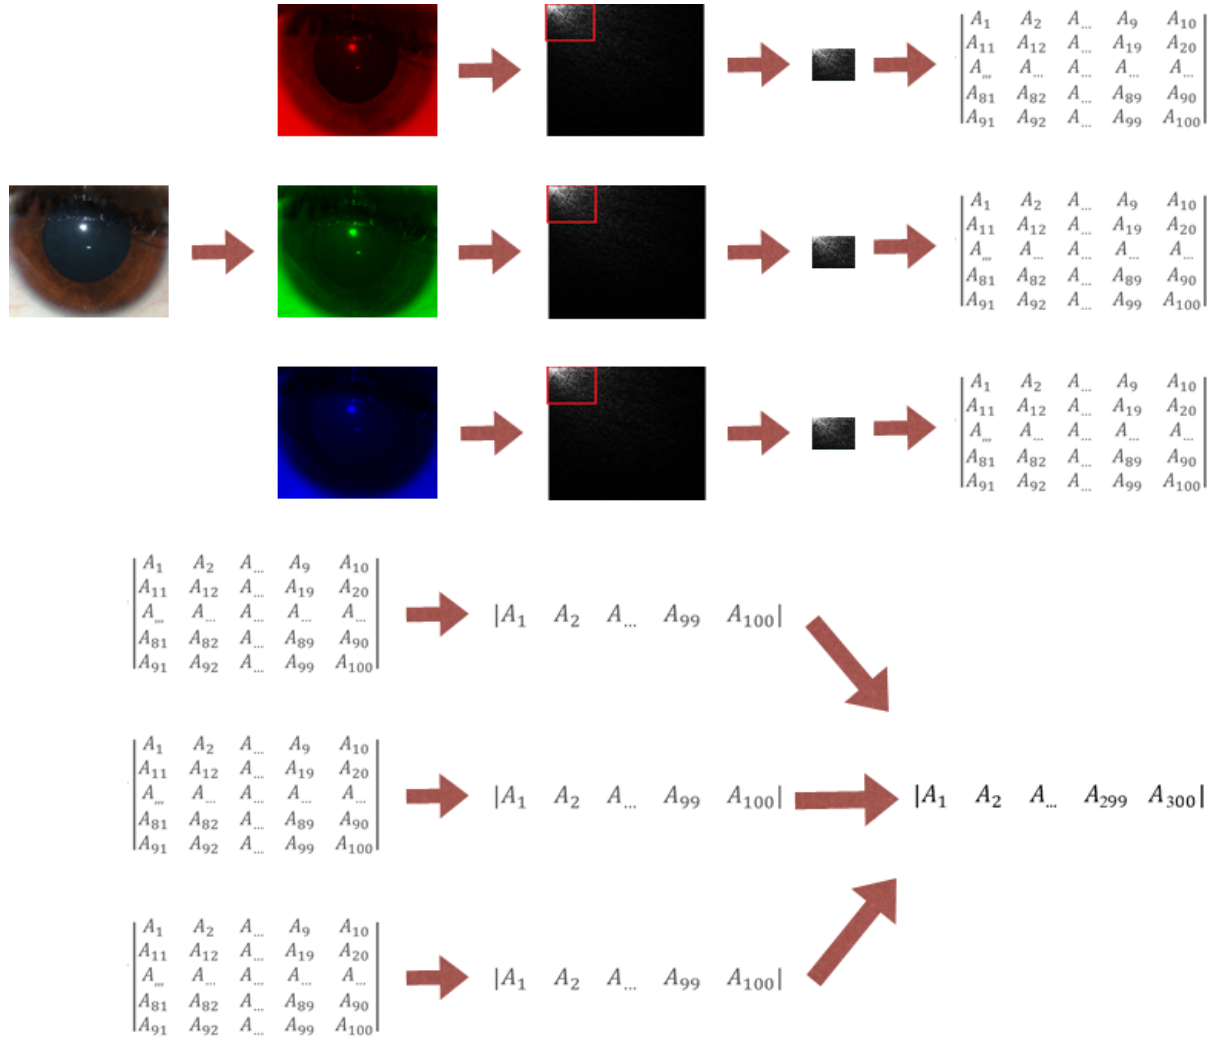 |A₁ A₂ A... A₉ A₁₀|
|A₁₁ A₁₂ A... A₁₉ A₂₀|
|A,,, A... A... A... A...|
|A₈₁ A₈₂ A... A₈₉ A₉₀|
|A₉₁ A₉₂ A... A₉₉ A₁₀₀|
|A₁ A₂ A... A₉ A₁₀|
|A₁₁ A₁₂ A... A₁₉ A₂₀|
|A,,, A... A... A... A...|
|A₈₁ A₈₂ A... A₈₉ A₉₀|
|A₉₁ A₉₂ A... A₉₉ A₁₀₀|
|A₁ A₂ A... A₉ A₁₀|
|A₁₁ A₁₂ A... A₁₉ A₂₀|
|A,,, A... A... A... A...|
|A₈₁ A₈₂ A... A₈₉ A₉₀|
|A₉₁ A₉₂ A... A₉₉ A₁₀₀|
|A₁ A₂ A... A₉ A₁₀|
|A₁₁ A₁₂ A... A₁₉ A₂₀|
|A,,, A... A... A... A...|
|A₈₁ A₈₂ A... A₈₉ A₉₀|
|A₉₁ A₉₂ A... A₉₉ A₁₀₀|
|A₁ A₂ A... A₉₉ A₁₀₀|
|A₁ A₂ A... A₉ A₁₀|
|A₁₁ A₁₂ A... A₁₉ A₂₀|
|A,,, A... A... A... A...|
|A₈₁ A₈₂ A... A₈₉ A₉₀|
|A₉₁ A₉₂ A... A₉₉ A₁₀₀|
|A₁ A₂ A... A₉₉ A₁₀₀|
|A₁ A₂ A... A₂₉₉ A₃₀₀|
|A₁ A₂ A... A₉ A₁₀|
|A₁₁ A₁₂ A... A₁₉ A₂₀|
|A,,, A... A... A... A...|
|A₈₁ A₈₂ A... A₈₉ A₉₀|
|A₉₁ A₉₂ A... A₉₉ A₁₀₀|
|A₁ A₂ A... A₉₉ A₁₀₀|